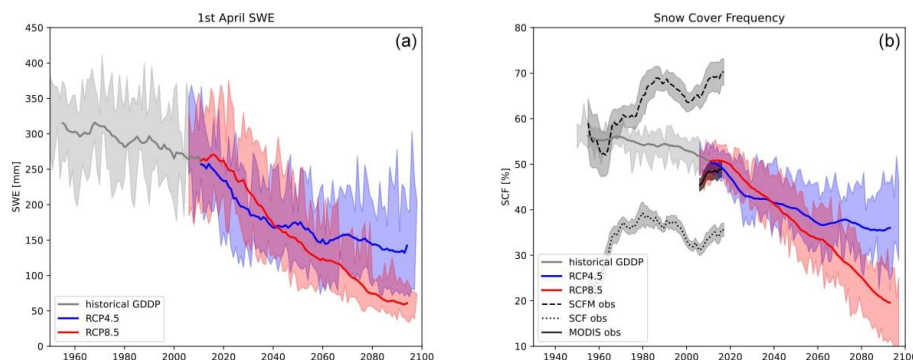 1st April SWE
(a)
SWE [mm]
450
400
350
300
250
200
150
100
50
0
historical GDDP
RCP4.5
RCP8.5
1960 1980 2000 2020 2040 2060 2080 2100
Snow Cover Frequency
(b)
SCF [%]
80
70
60
50
40
30
20
10
historical GDDP
RCP4.5
RCP8.5
SCFM obs
SCF obs
MODIS obs
1940 1960 1980 2000 2020 2040 2060 2080 2100